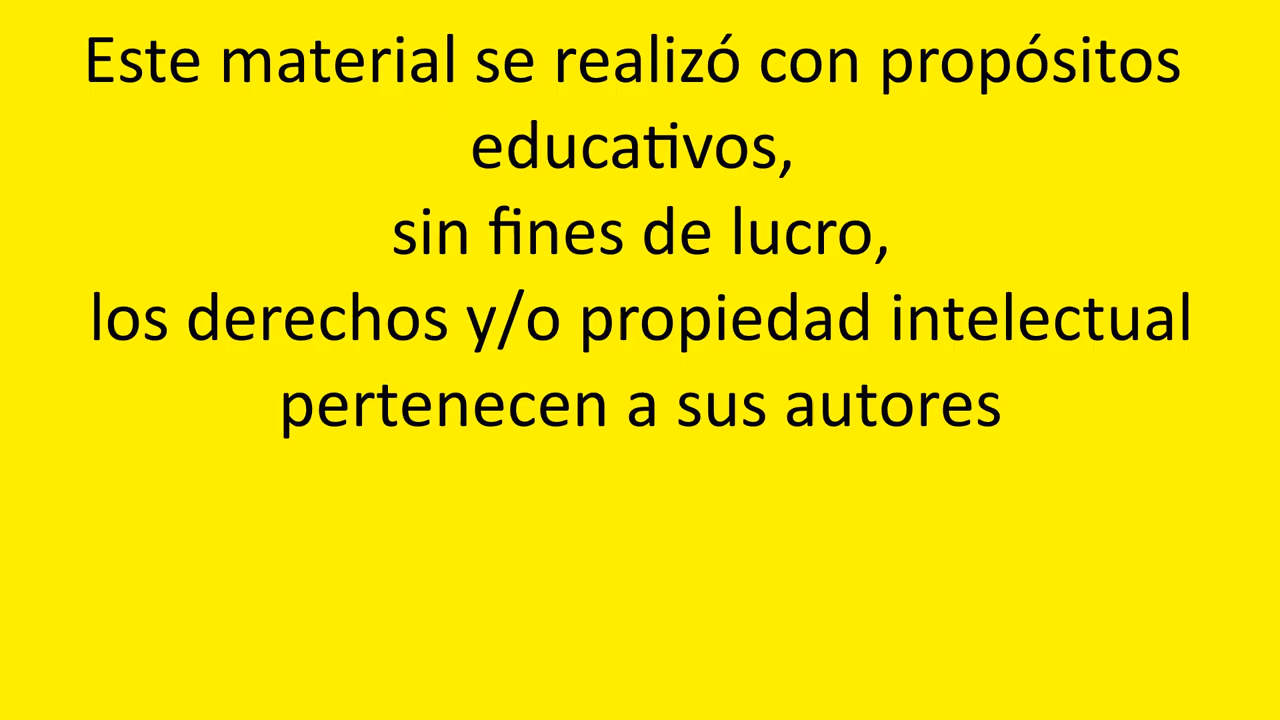 Este material se realizó con propósitos
educativos,
sin fines de lucro,
los derechos y/o propiedad intelectual
pertenecen a sus autores